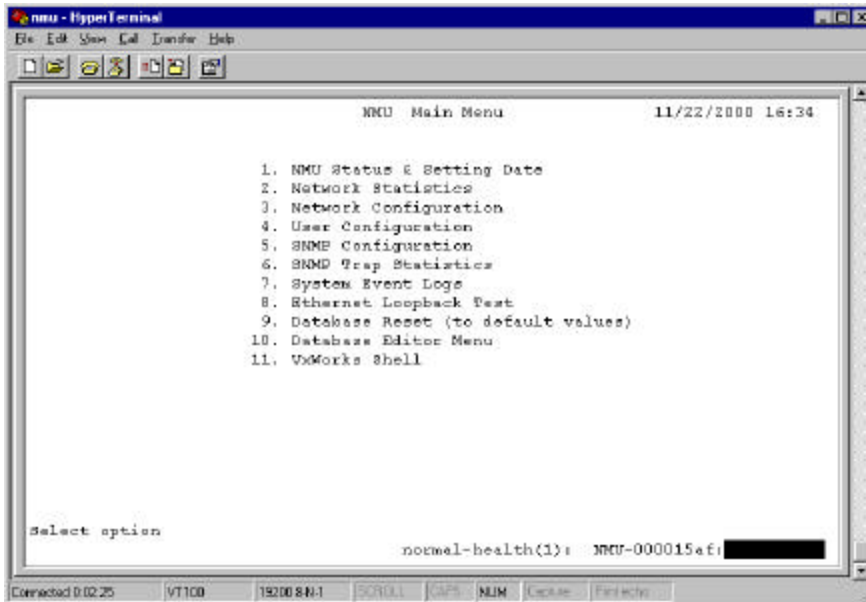 nmu - HyperTerminal
File Edit View Call Transfer Help
NMU Main Menu 11/22/2000 16:34
1. NMU Status & Setting Date
2. Network Statistics
3. Network Configuration
4. User Configuration
5. SNMP Configuration
6. SNMP Trap Statistics
7. System Event Logs
8. Ethernet Loopback Test
9. Database Reset (to default values)
10. Database Editor Menu
11. VxWorks Shell
Select option
normal-health(1): NMU-000015af:
Connected 0:02:25 VT100 19200 8-N-1 SCROLL CAPS NUM Capture Print echo